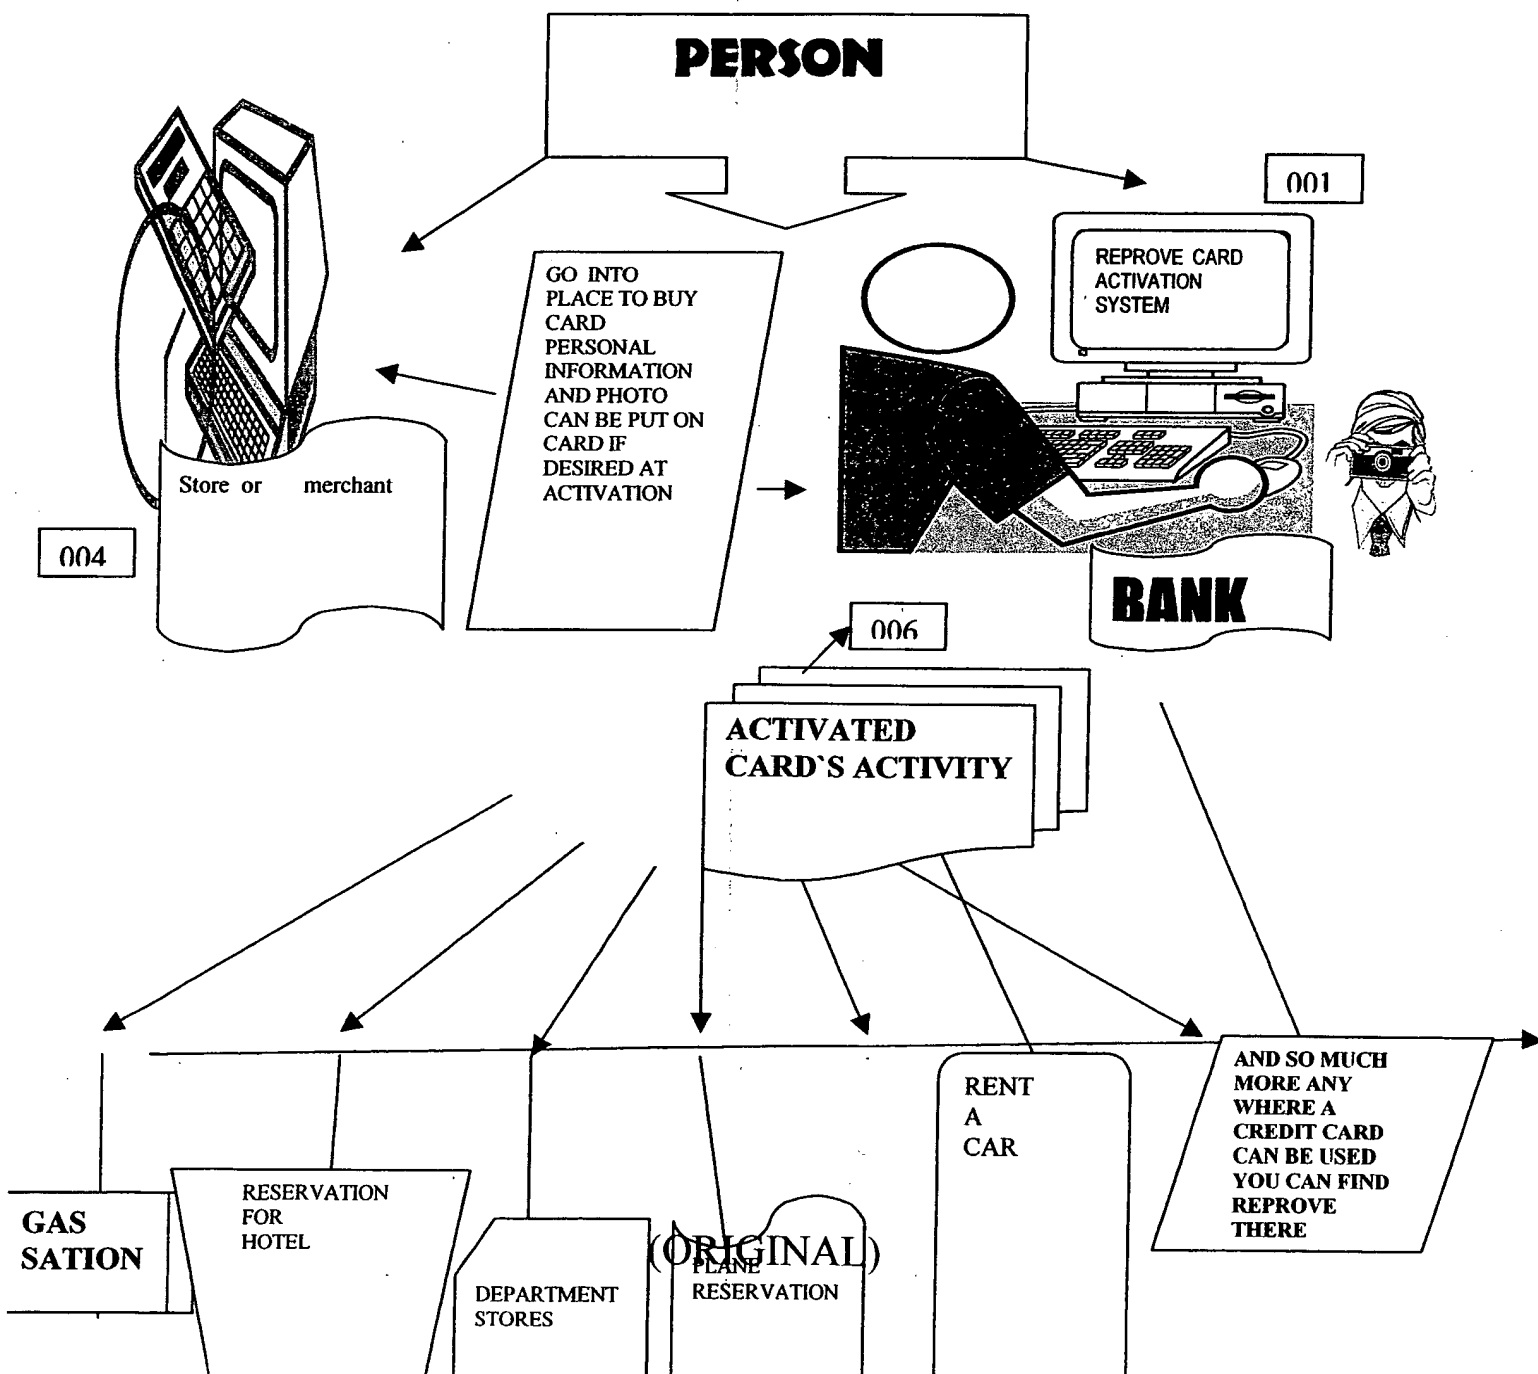 PERSON
001
REPROVE CARD
ACTIVATION
SYSTEM
GO INTO
PLACE TO BUY
CARD
PERSONAL
INFORMATION
AND PHOTO
CAN BE PUT ON
CARD IF
DESIRED AT
ACTIVATION
Store or merchant
004
BANK
006
ACTIVATED
CARD`S ACTIVITY
GAS
SATION
RESERVATION
FOR
HOTEL
DEPARTMENT
STORES
(ORIGINAL)
PLANE
RESERVATION
RENT
A
CAR
AND SO MUCH
MORE ANY
WHERE A
CREDIT CARD
CAN BE USED
YOU CAN FIND
REPROVE
THERE